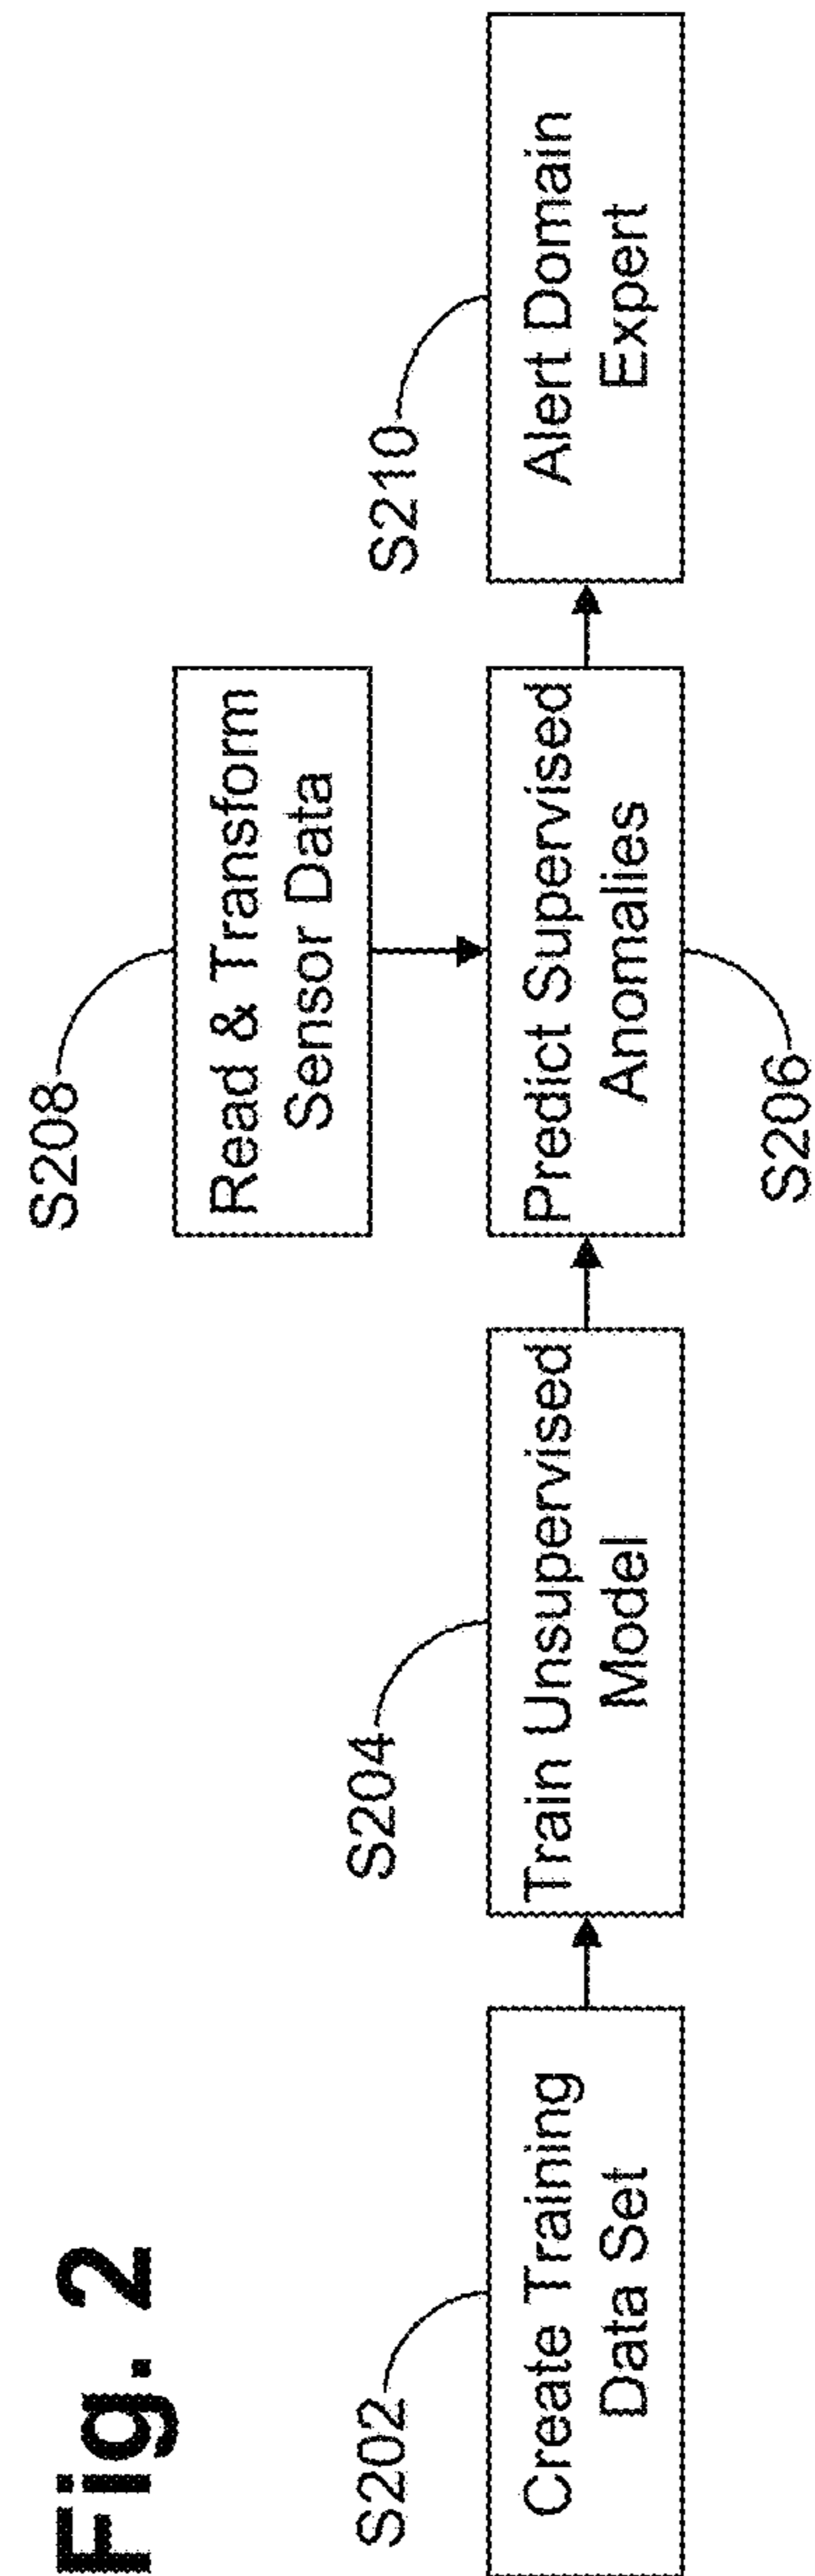 Fig. 2
S208
Read & Transform
Sensor Data
S202
S204
S210
Create Training
Data Set
Train Unsupervised
Model
Predict Supervised
Anomalies
Alert Domain
Expert
S206